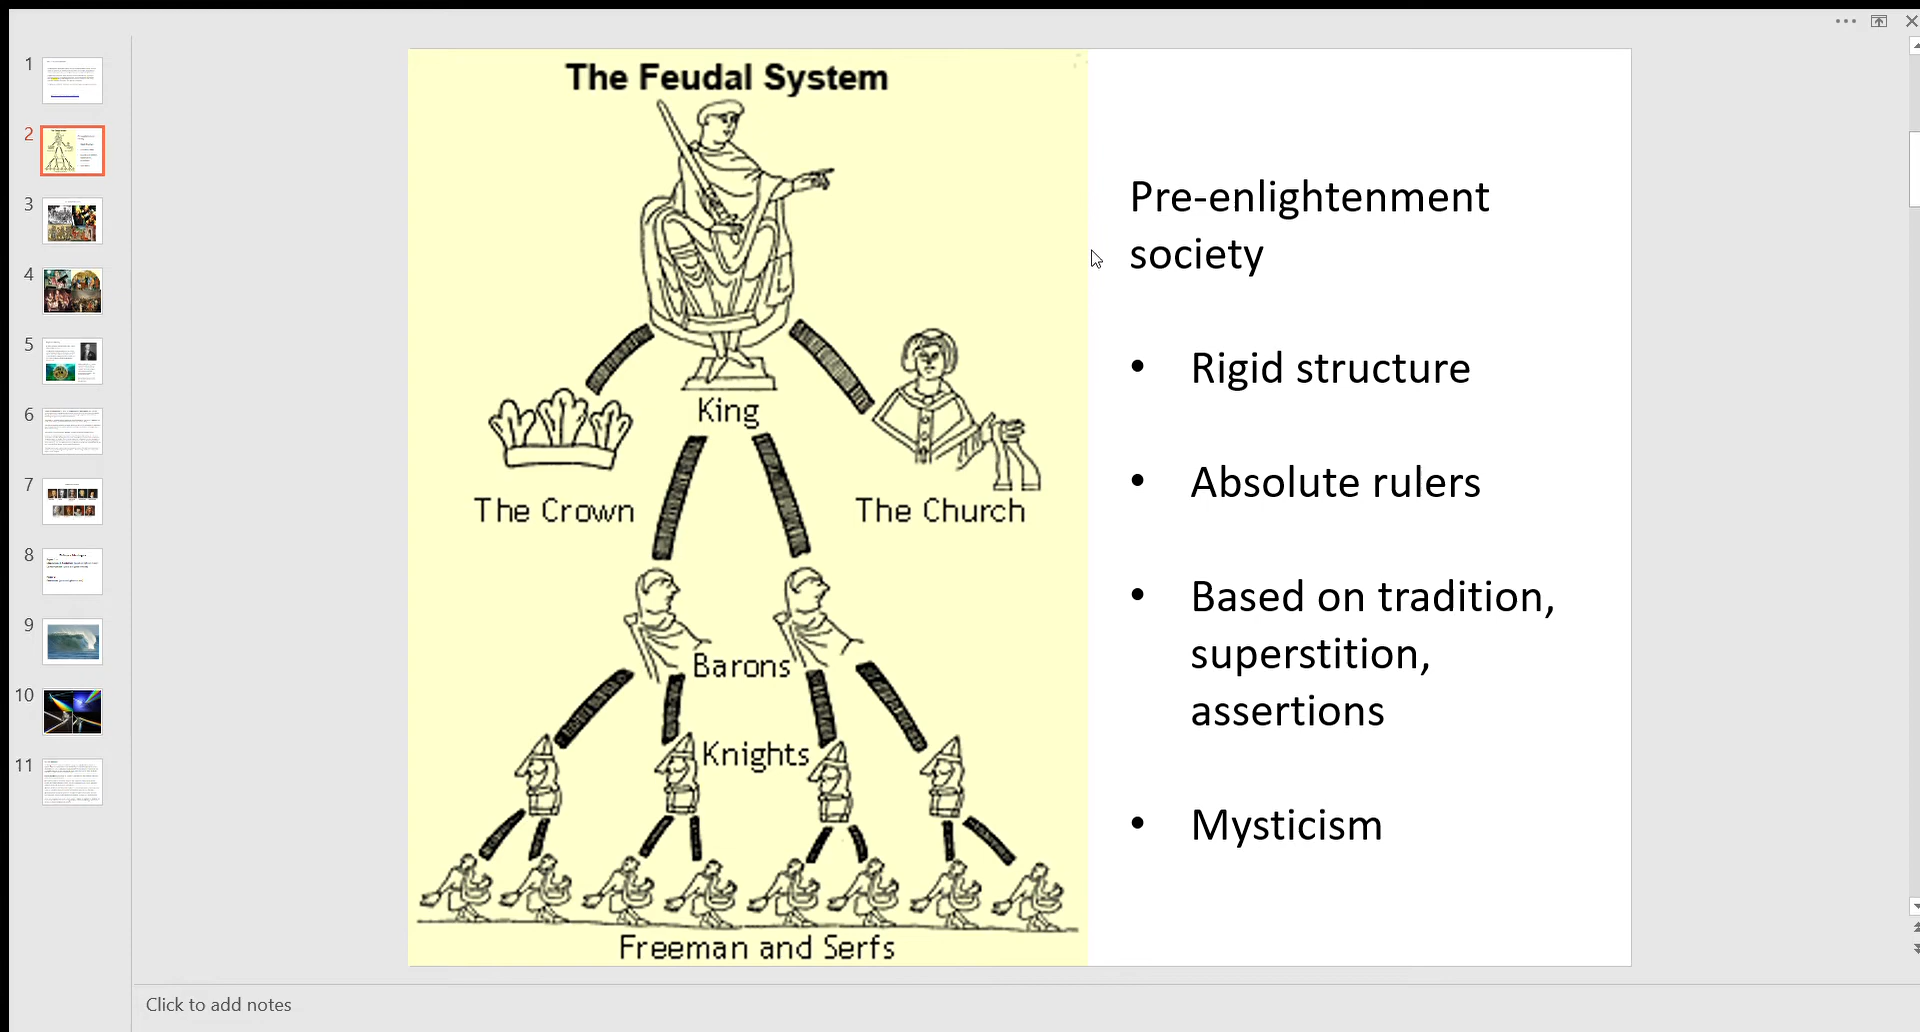 1
2
3
4
5
6
7
8
9
10
11
The Feudal System
King
The Crown
The Church
Barons
Knights
Freeman and Serfs
Pre-enlightenment
society
• Rigid structure
• Absolute rulers
• Based on tradition,
superstition,
assertions
• Mysticism
Click to add notes